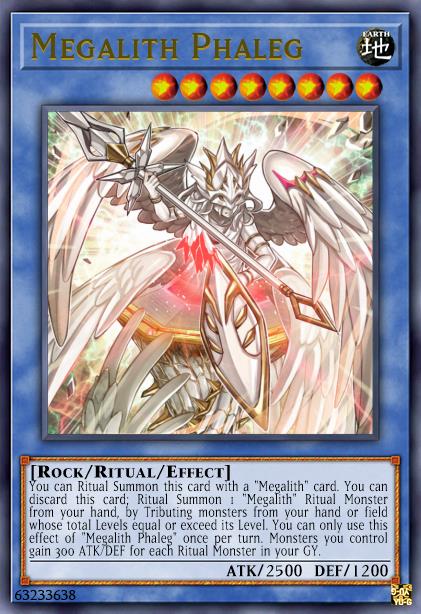 MEGALITH PHALEG
EARTH
地
[ROCK/RITUAL/EFFECT]
You can Ritual Summon this card with a "Megalith" card. You can
discard this card; Ritual Summon 1 "Megalith" Ritual Monster
from your hand, by Tributing monsters from your hand or field
whose total Levels equal or exceed its Level. You can only use this
effect of "Megalith Phaleg" once per turn. Monsters you control
gain 300 ATK/DEF for each Ritual Monster in your GY.
ATK/2500 DEF/1200
63233638